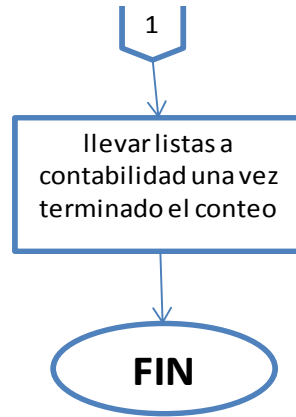 1
llevar listas a
contabilidad una vez
terminado el conteo
FIN